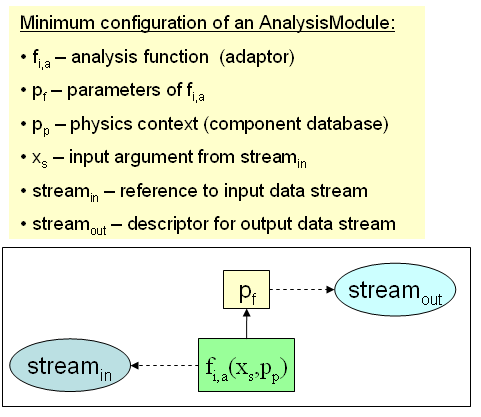 Minimum configuration of an AnalysisModule:
• fi,a – analysis function (adaptor)
• pf – parameters of fi,a
• pp – physics context (component database)
• xs – input argument from streamin
• streamin – reference to input data stream
• streamout – descriptor for output data stream
pf
streamout
fi,a(xs,pp)
streamin